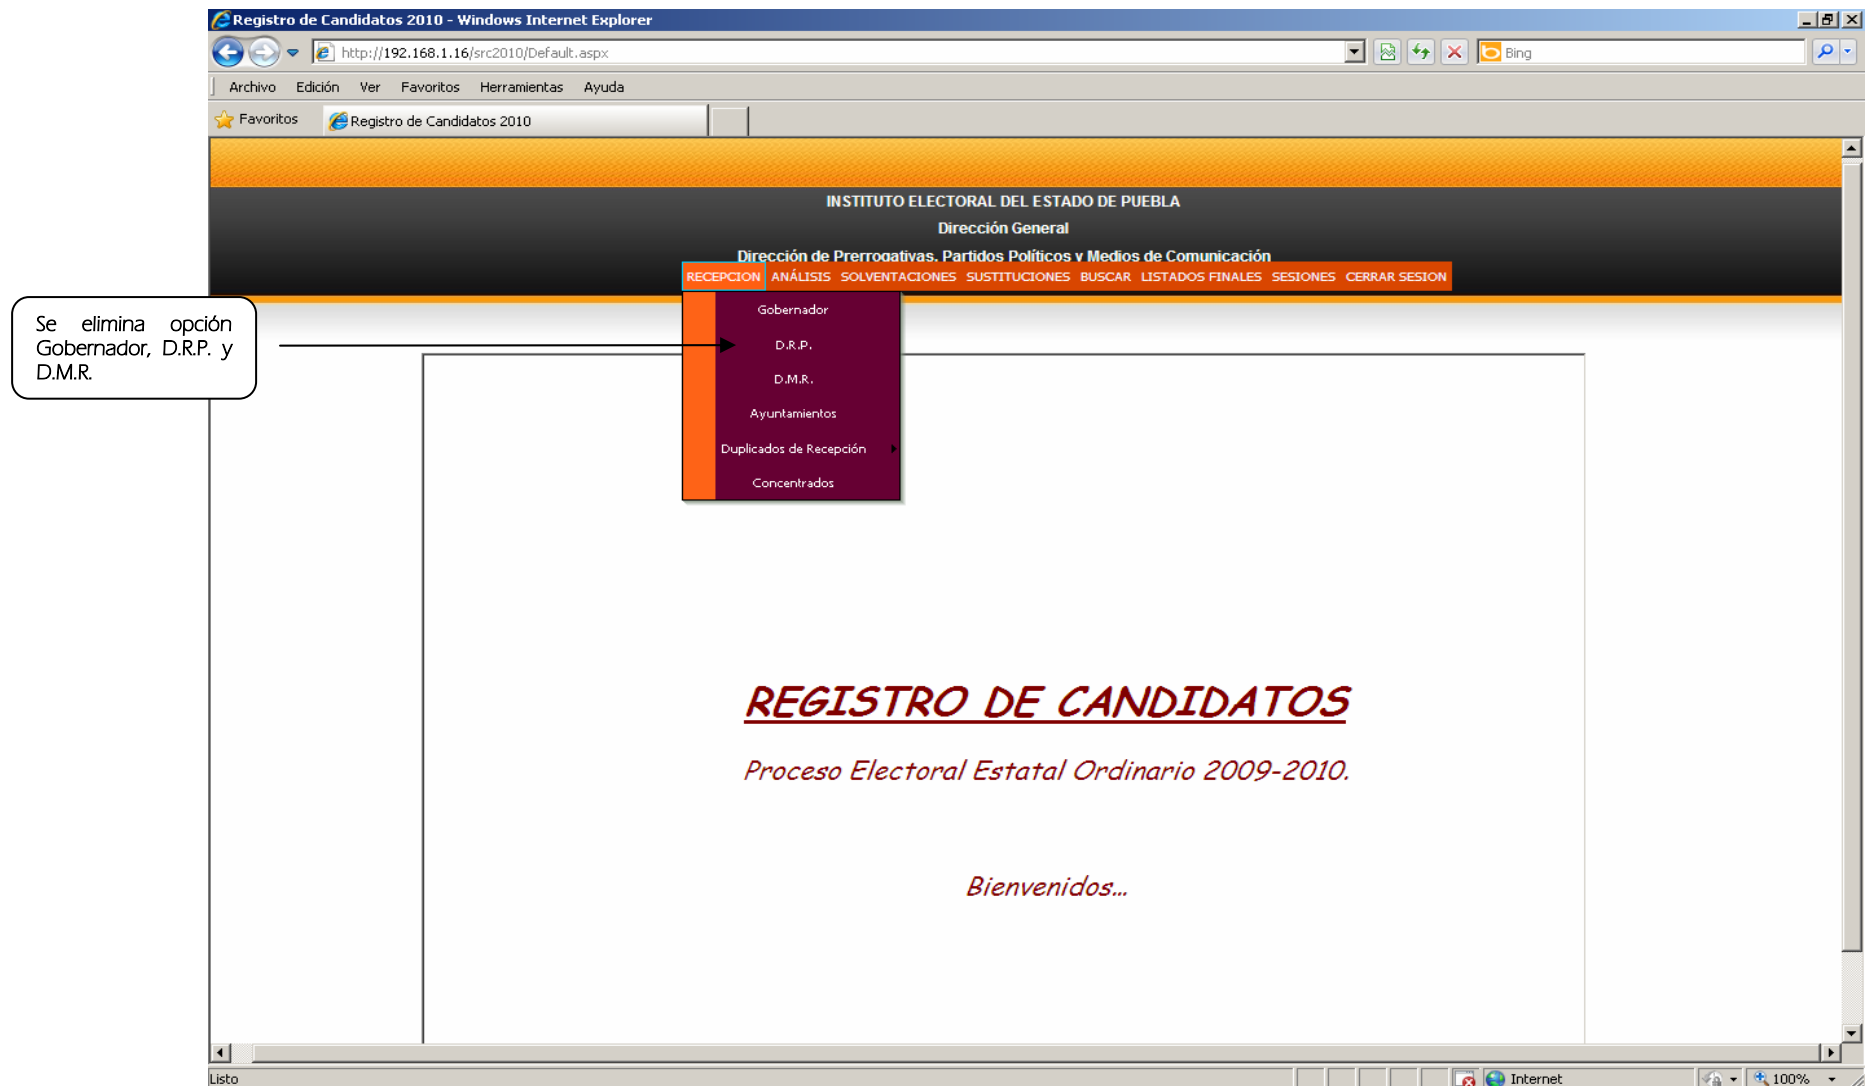 Registro de Candidatos 2010 - Windows Internet Explorer
http://192.168.1.16/src2010/Default.aspx
Bing
Archivo Edición Ver Favoritos Herramientas Ayuda
Favoritos
Registro de Candidatos 2010
INSTITUTO ELECTORAL DEL ESTADO DE PUEBLA
Dirección General
Dirección de Prerrogativas, Partidos Políticos y Medios de Comunicación
RECEPCION ANÁLISIS SOLVENTACIONES SUSTITUCIONES BUSCAR LISTADOS FINALES SESIONES CERRAR SESION
Gobernador
D.R.P.
D.M.R.
Ayuntamientos
Duplicados de Recepción
Concentrados
Se elimina opción
Gobernador, D.R.P. y
D.M.R.
REGISTRO DE CANDIDATOS
Proceso Electoral Estatal Ordinario 2009-2010.
Bienvenidos...
Listo
Internet
100%